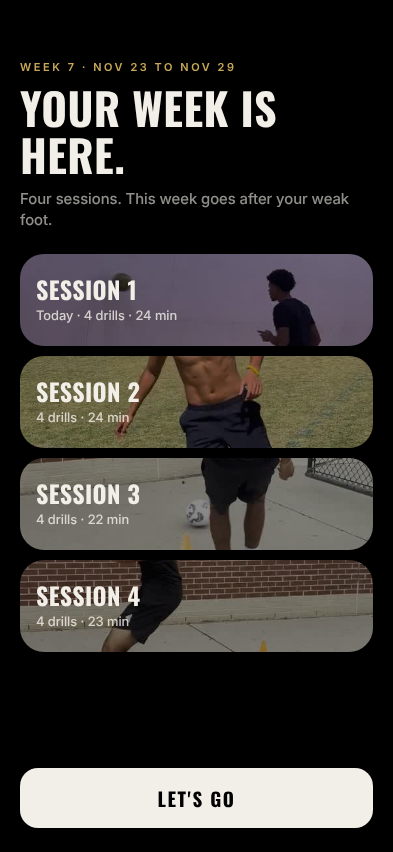 WEEK 7 · NOV 23 TO NOV 29
YOUR WEEK IS
HERE.
Four sessions. This week goes after your weak
foot.
SESSION 1
Today · 4 drills · 24 min
SESSION 2
4 drills · 24 min
SESSION 3
4 drills · 22 min
SESSION 4
4 drills · 23 min
LET'S GO